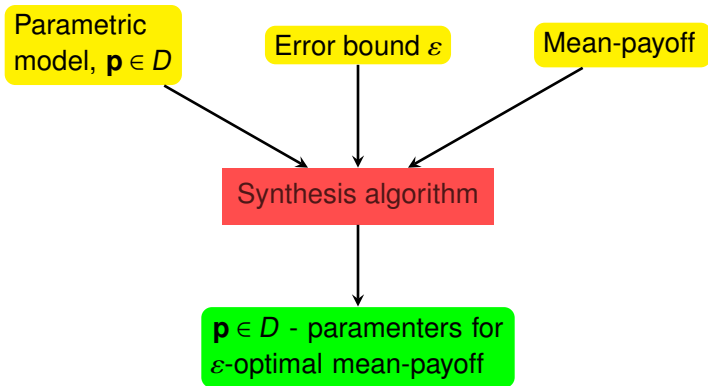 Parametric
model, p ∈ D
Error bound ε
Mean-payoff
Synthesis algorithm
p ∈ D - paramenters for
ε-optimal mean-payoff